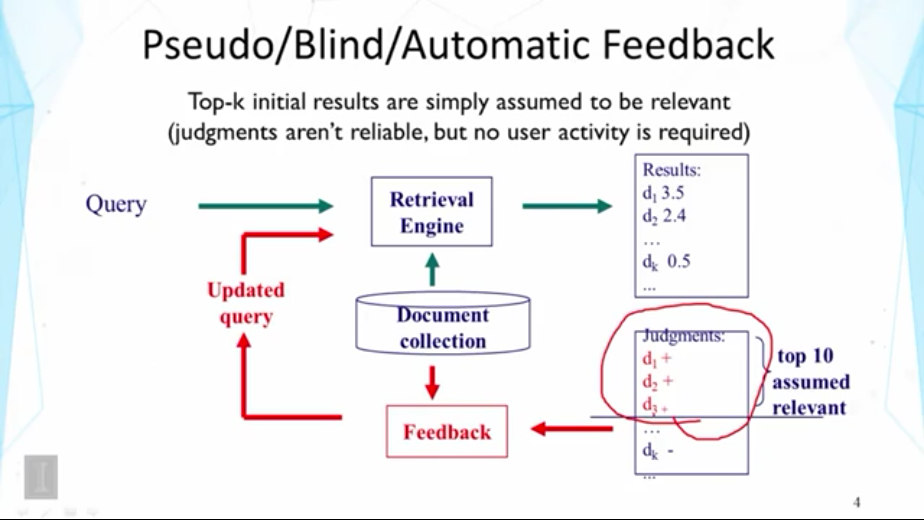 Pseudo/Blind/Automatic Feedback
Top-k initial results are simply assumed to be relevant
(judgments aren't reliable, but no user activity is required)
Query
Retrieval
Engine
Results:
d₁ 3.5
d₂ 2.4
…
dₖ 0.5
...
Updated
query
Document
collection
Judgments:
d₁ +
d₂ +
d₃ +
…
dₖ -
...
top 10
assumed
relevant
Feedback
4